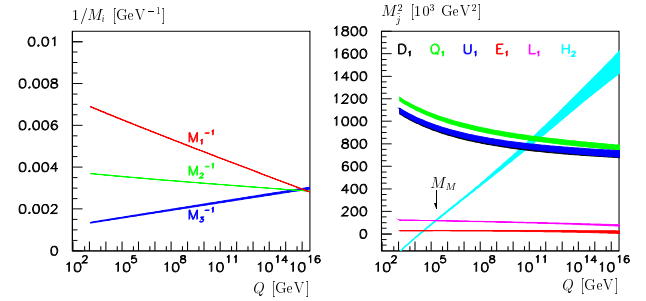 1/M_i [GeV^-1]
0.01
0.008
0.006
0.004
0.002
0
M_1^-1
M_2^-1
M_3^-1
10^2 10^5 10^8 10^11 10^14 10^16
Q [GeV]
M_j̃^2 [10^3 GeV^2]
1800
1600
1400
1200
1000
800
600
400
200
0
D_1 Q_1 U_1 E_1 L_1 H_2
M_M
10^2 10^5 10^8 10^11 10^14 10^16
Q [GeV]